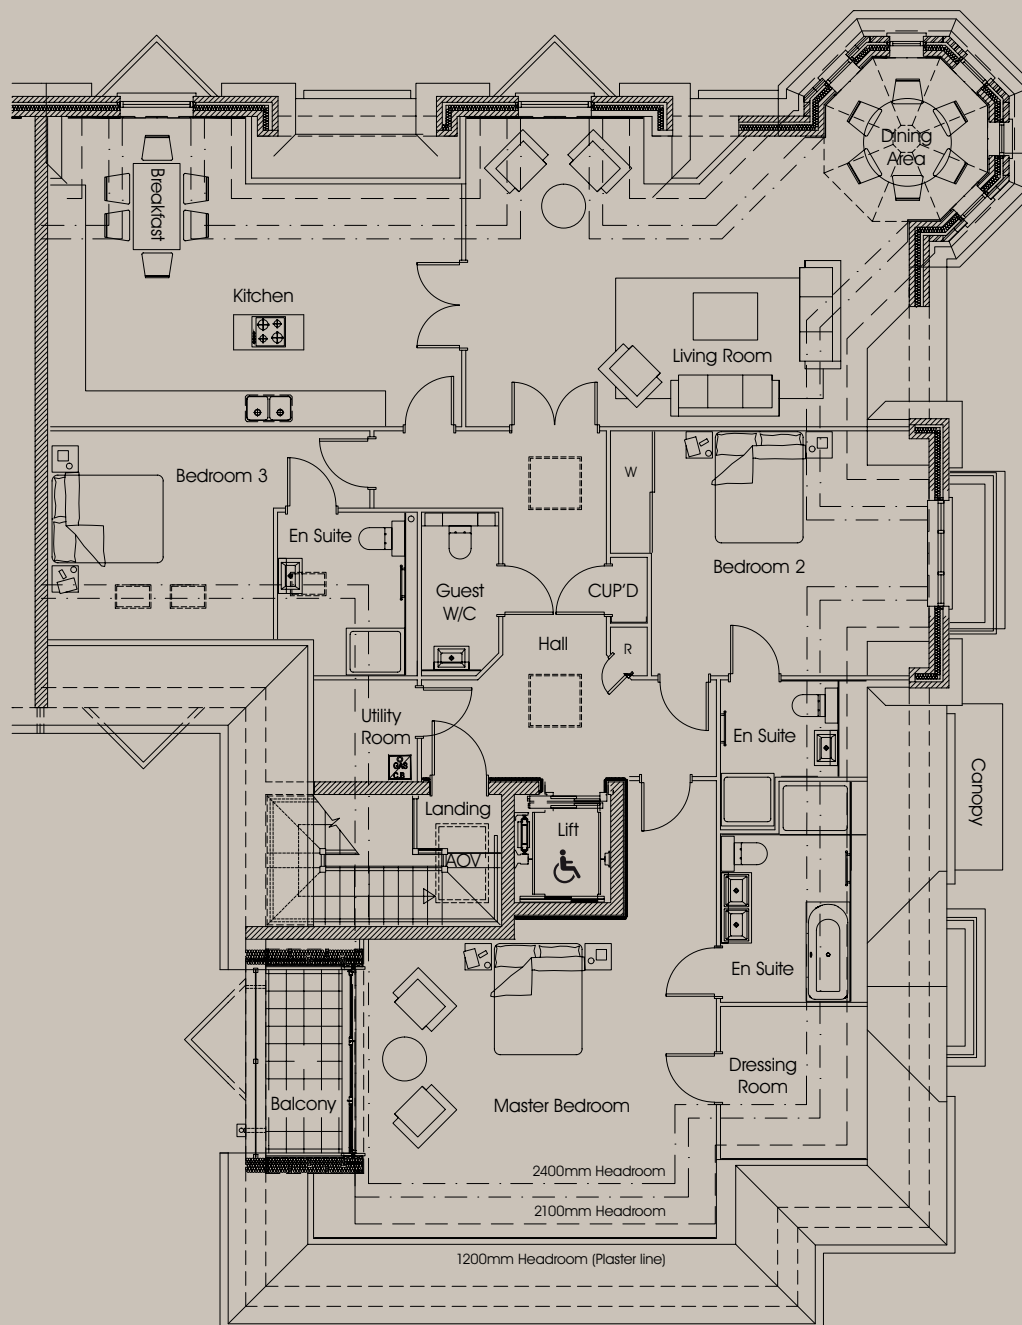 Dining
Area
Breakfast
Kitchen
Living Room
Bedroom 3
W
En Suite
Bedroom 2
Guest
W/C
CUP'D
Hall
R
Utility
Room
En Suite
GAS
C.B
Canopy
Landing
Lift
AOV
En Suite
Dressing
Room
Balcony
Master Bedroom
2400mm Headroom
2100mm Headroom
1200mm Headroom (Plaster line)